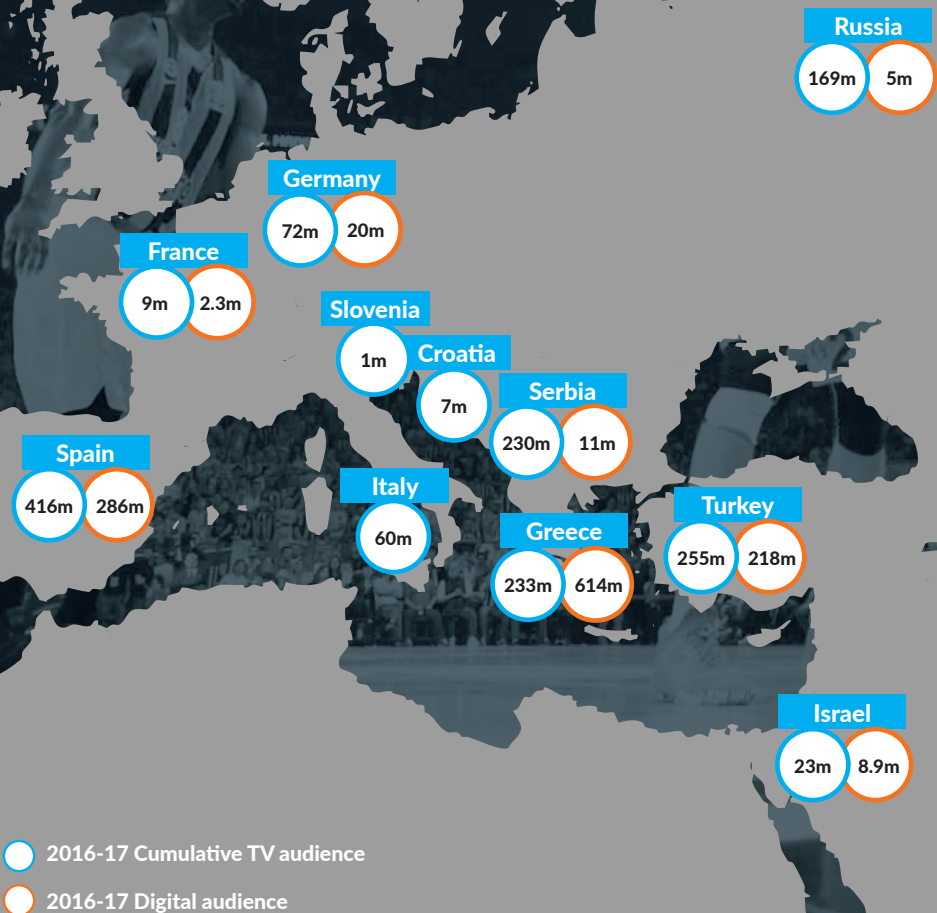 Russia
169m 5m
Germany
72m 20m
France
9m 2.3m
Slovenia
1m
Croatia
7m
Serbia
230m 11m
Spain
416m 286m
Italy
60m
Turkey
255m 218m
Greece
233m 614m
Israel
23m 8.9m
2016-17 Cumulative TV audience
2016-17 Digital audience